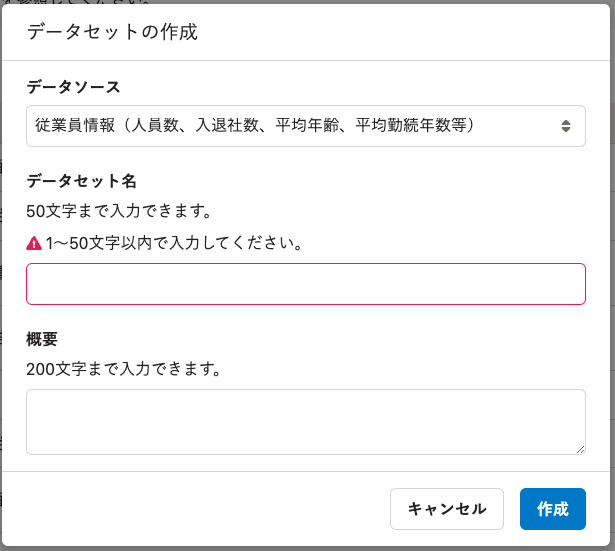 データセットの作成
データソース
従業員情報（人員数、入退社数、平均年齢、平均勤続年数等）
データセット名
50文字まで入力できます。
1〜50文字以内で入力してください。
概要
200文字まで入力できます。
キャンセル
作成